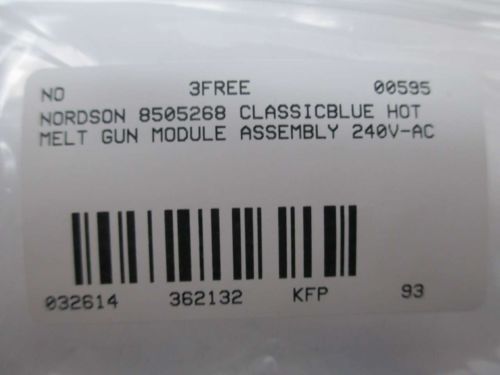 NO 3FREE 00595
NORDSON 8505268 CLASSICBLUE HOT
MELT GUN MODULE ASSEMBLY 240V-AC
032614 362132 KFP 93